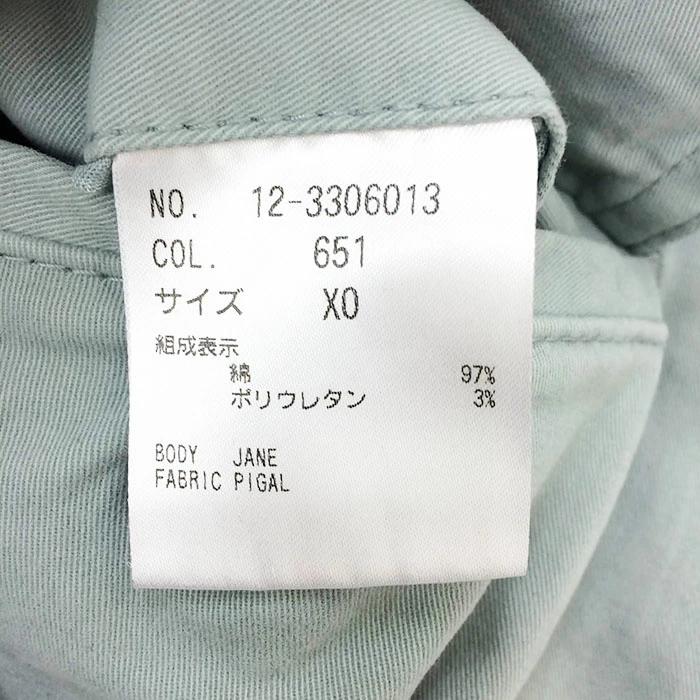 NO. 12-3306013
COL. 651
サイズ XO
組成表示
綿 97%
ポリウレタン 3%
BODY JANE
FABRIC PIGAL